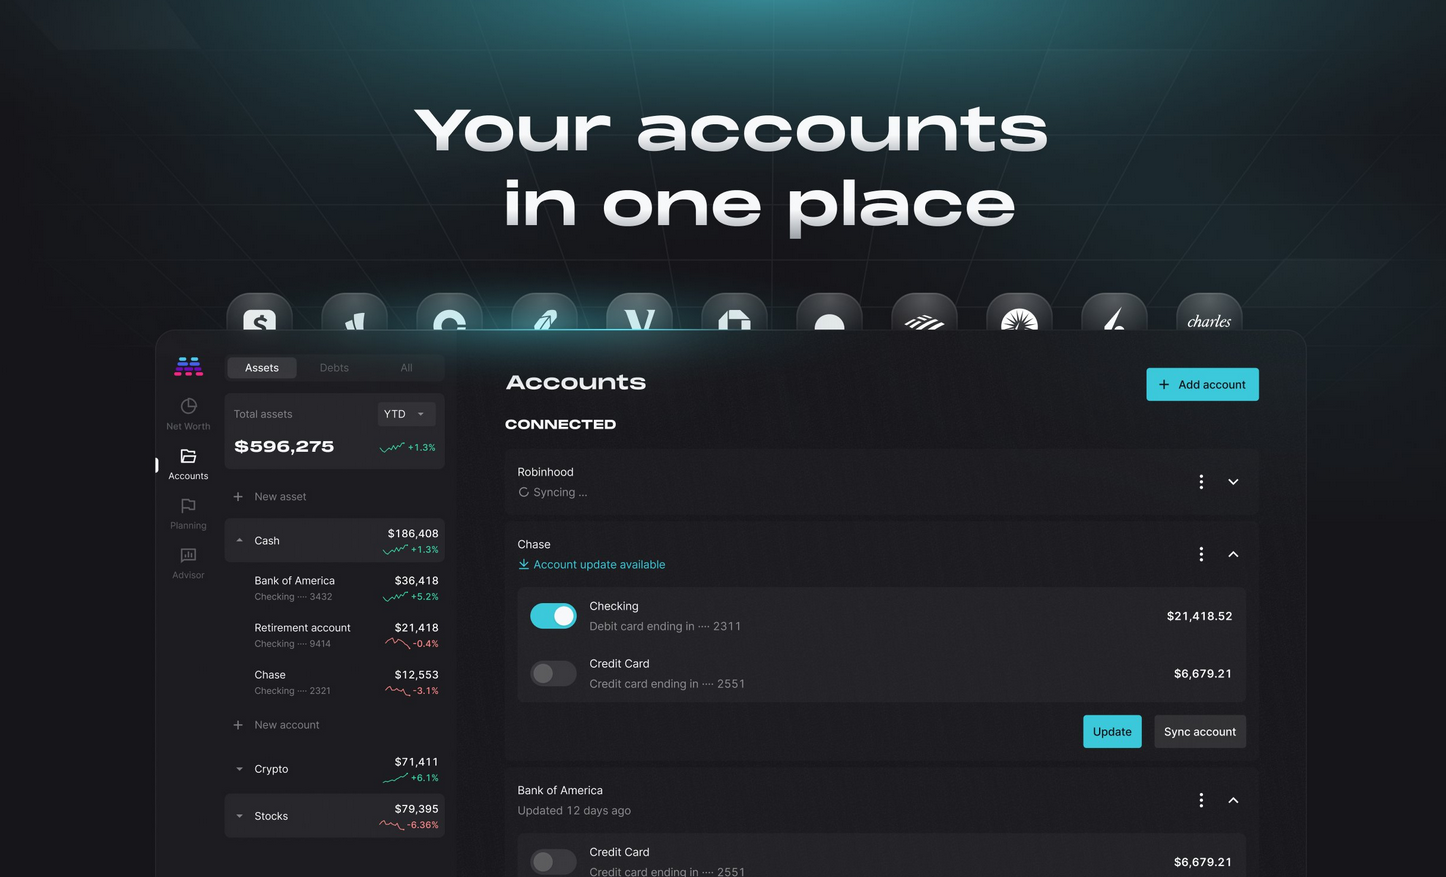 Your accounts
in one place
charles
Assets
Debts
All
Total assets
YTD
$596,275
+1.3%
Net Worth
Accounts
Planning
Advisor
+ New asset
Cash
$186,408
+1.3%
Bank of America
$36,418
Checking ···· 3432
+5.2%
Retirement account
$21,418
Checking ···· 9414
-0.4%
Chase
$12,553
Checking ···· 2321
-3.1%
+ New account
Crypto
$71,411
+6.1%
Stocks
$79,395
-6.36%
Accounts
+ Add account
CONNECTED
Robinhood
Syncing ...
Chase
Account update available
Checking
Debit card ending in ···· 2311
$21,418.52
Credit Card
Credit card ending in ···· 2551
$6,679.21
Update
Sync account
Bank of America
Updated 12 days ago
Credit Card
Credit card ending in ···· 2551
$6,679.21